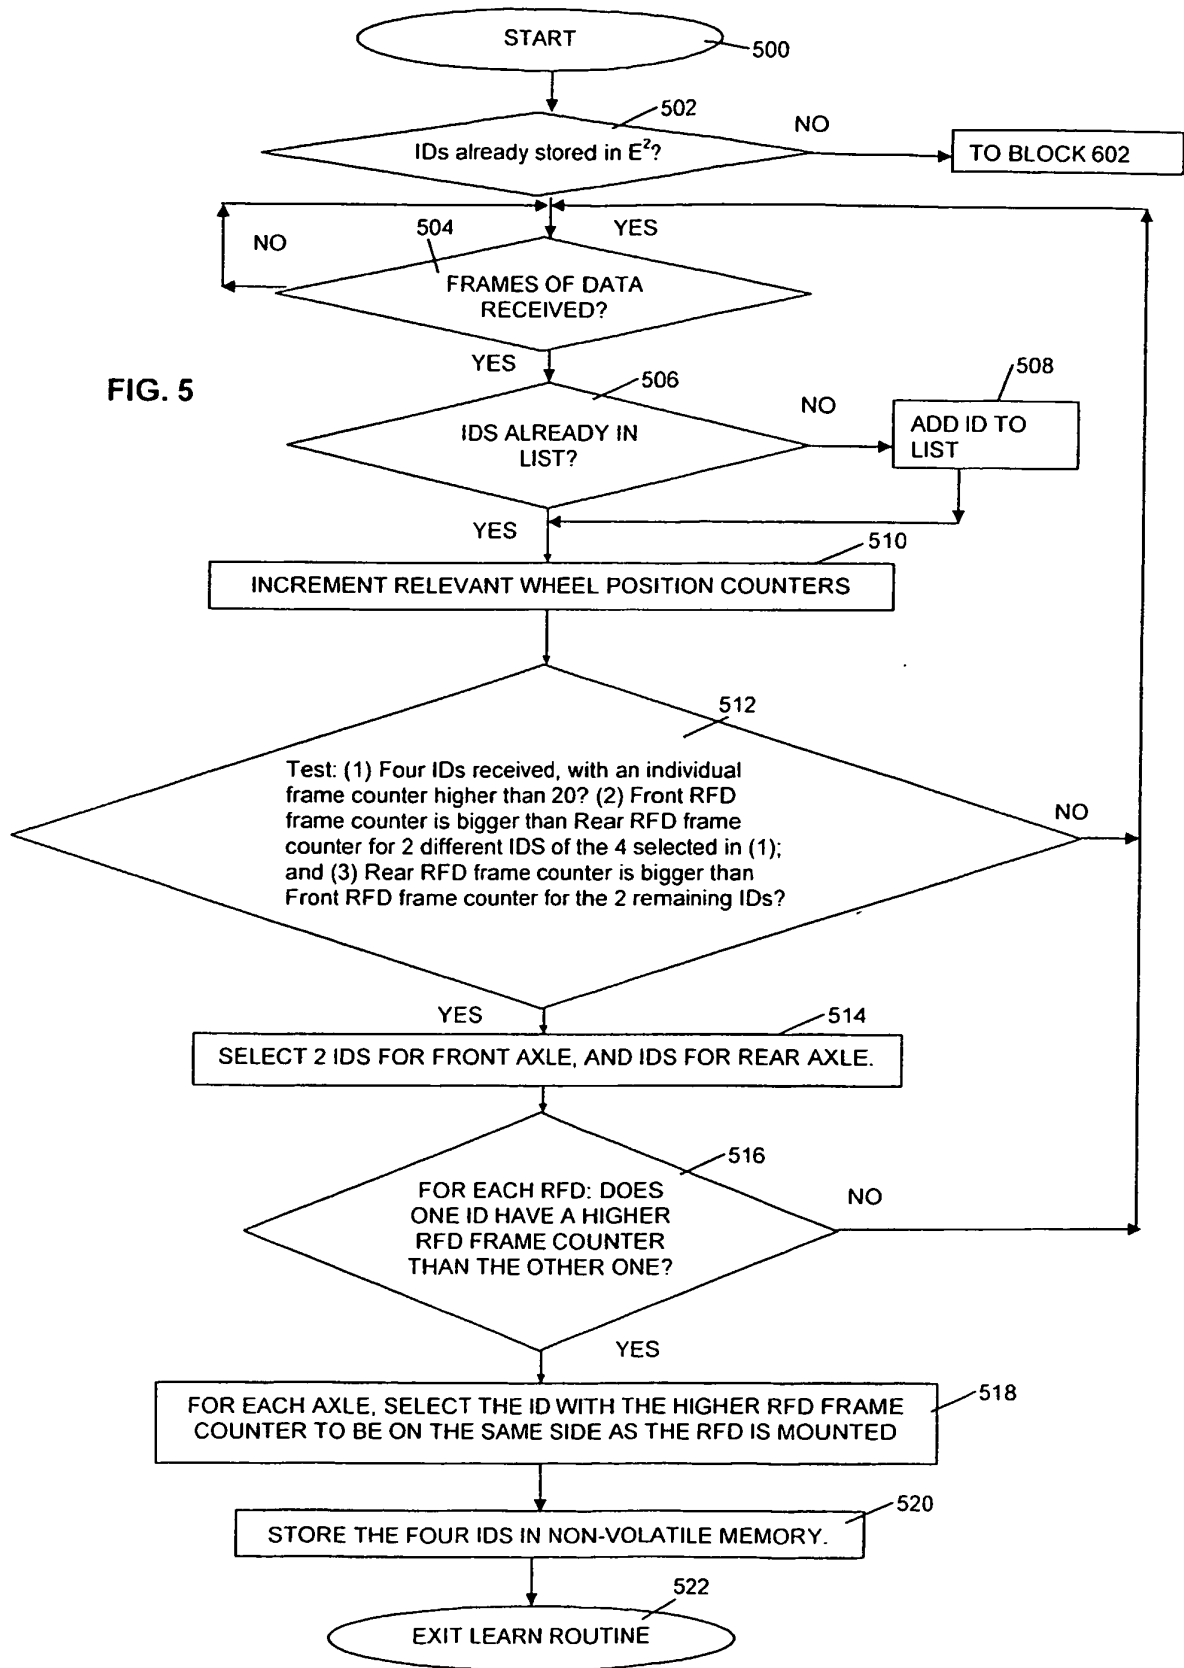 START
500
502
NO
IDs already stored in E²?
TO BLOCK 602
504
YES
NO
FRAMES OF DATA
RECEIVED?
YES
FIG. 5
506
508
NO
IDS ALREADY IN
LIST?
ADD ID TO
LIST
YES
510
INCREMENT RELEVANT WHEEL POSITION COUNTERS
512
Test: (1) Four IDs received, with an individual
frame counter higher than 20? (2) Front RFD
frame counter is bigger than Rear RFD frame
counter for 2 different IDS of the 4 selected in (1);
and (3) Rear RFD frame counter is bigger than
Front RFD frame counter for the 2 remaining IDs?
NO
YES
514
SELECT 2 IDS FOR FRONT AXLE, AND IDS FOR REAR AXLE.
516
FOR EACH RFD: DOES
ONE ID HAVE A HIGHER
RFD FRAME COUNTER
THAN THE OTHER ONE?
NO
YES
518
FOR EACH AXLE, SELECT THE ID WITH THE HIGHER RFD FRAME
COUNTER TO BE ON THE SAME SIDE AS THE RFD IS MOUNTED
520
STORE THE FOUR IDS IN NON-VOLATILE MEMORY.
522
EXIT LEARN ROUTINE